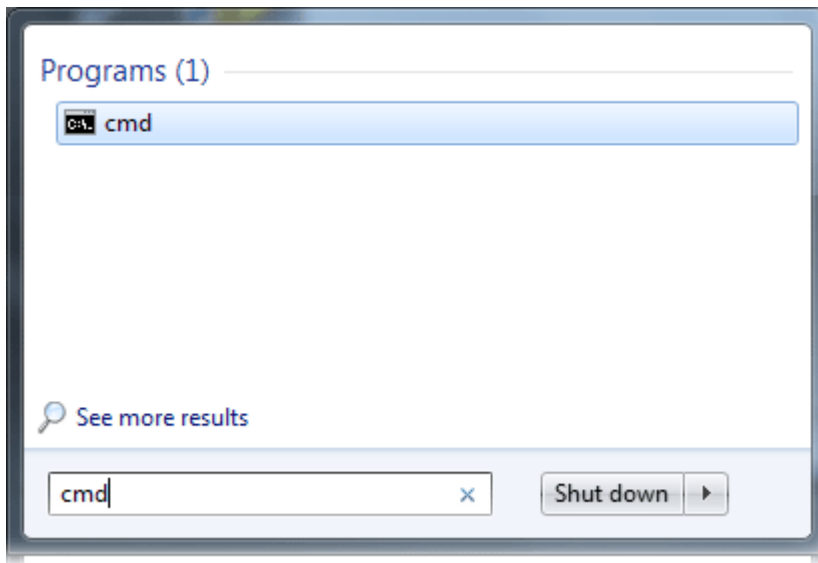 Programs (1)
C:\.
cmd
See more results
cmd
Shut down